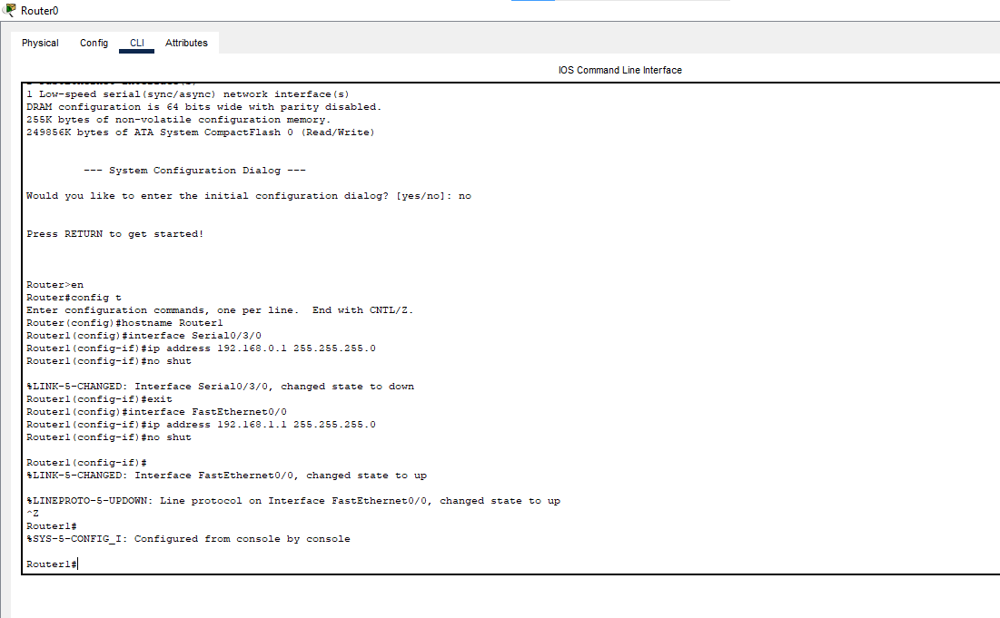 Router0
Physical Config CLI Attributes
IOS Command Line Interface
1 Low-speed serial(sync/async) network interface(s)
DRAM configuration is 64 bits wide with parity disabled.
255K bytes of non-volatile configuration memory.
249856K bytes of ATA System CompactFlash 0 (Read/Write)
--- System Configuration Dialog ---
Would you like to enter the initial configuration dialog? [yes/no]: no
Press RETURN to get started!
Router>en
Router#config t
Enter configuration commands, one per line.  End with CNTL/Z.
Router(config)#hostname Router1
Router1(config)#interface Serial0/3/0
Router1(config-if)#ip address 192.168.0.1 255.255.255.0
Router1(config-if)#no shut
%LINK-5-CHANGED: Interface Serial0/3/0, changed state to down
Router1(config-if)#exit
Router1(config)#interface FastEthernet0/0
Router1(config-if)#ip address 192.168.1.1 255.255.255.0
Router1(config-if)#no shut
Router1(config-if)#
%LINK-5-CHANGED: Interface FastEthernet0/0, changed state to up
%LINEPROTO-5-UPDOWN: Line protocol on Interface FastEthernet0/0, changed state to up
^Z
Router1#
%SYS-5-CONFIG_I: Configured from console by console
Router1#